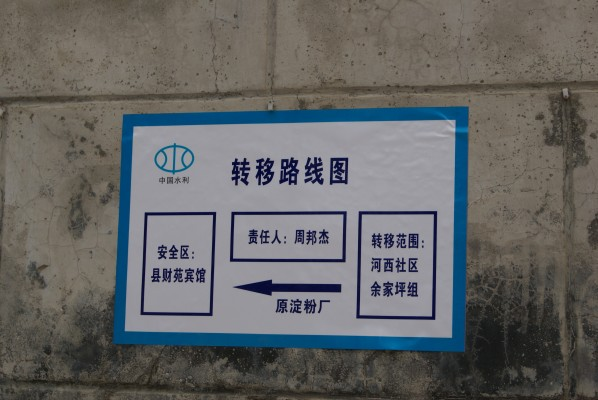 中国水利
转移路线图
安全区：
县财苑宾馆
责任人：周邦杰
原淀粉厂
转移范围：
河西社区
余家坪组